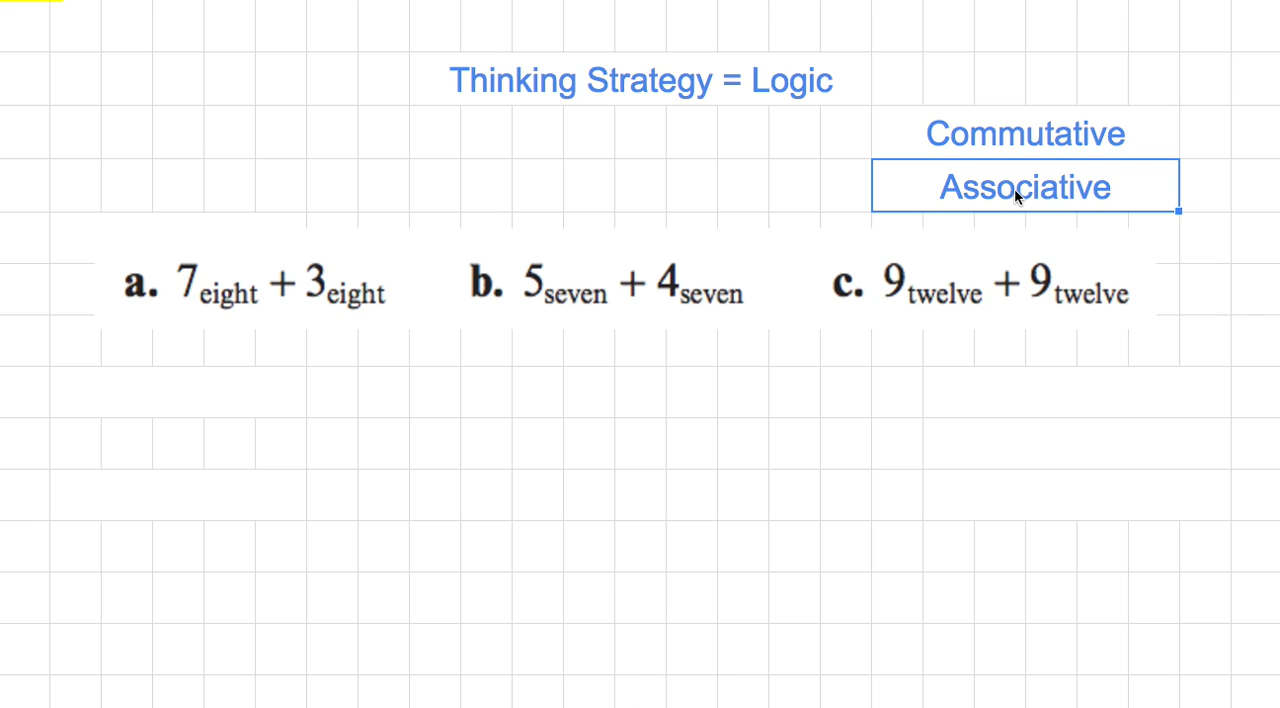 Thinking Strategy = Logic
Commutative
Associative
a. 7eight + 3eight b. 5seven + 4seven c. 9twelve + 9twelve